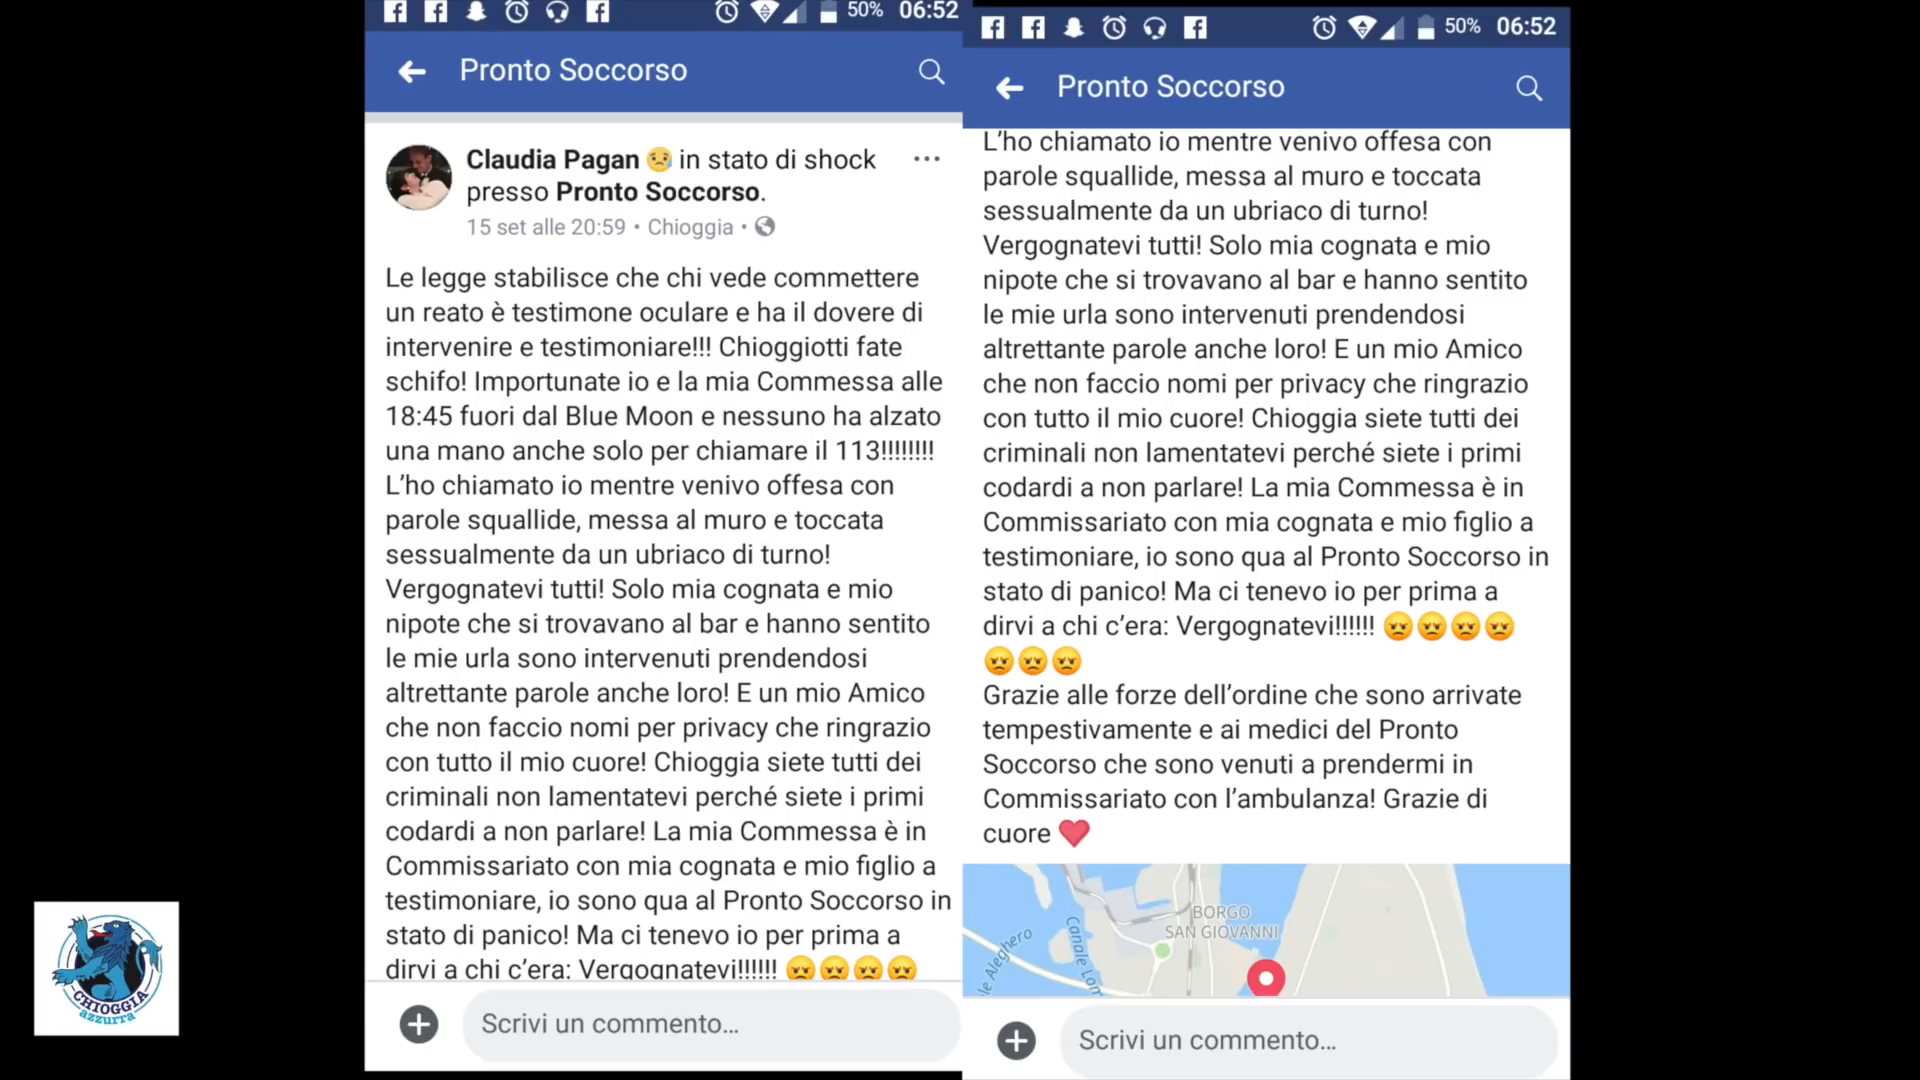 50% 06:52
Pronto Soccorso
Claudia Pagan 😥 in stato di shock
presso Pronto Soccorso.
15 set alle 20:59 • Chioggia •
Le legge stabilisce che chi vede commettere
un reato è testimone oculare e ha il dovere di
intervenire e testimoniare!!! Chioggiotti fate
schifo! Importunate io e la mia Commessa alle
18:45 fuori dal Blue Moon e nessuno ha alzato
una mano anche solo per chiamare il 113!!!!!!!!
L’ho chiamato io mentre venivo offesa con
parole squallide, messa al muro e toccata
sessualmente da un ubriaco di turno!
Vergognatevi tutti! Solo mia cognata e mio
nipote che si trovavano al bar e hanno sentito
le mie urla sono intervenuti prendendosi
altrettante parole anche loro! E un mio Amico
che non faccio nomi per privacy che ringrazio
con tutto il mio cuore! Chioggia siete tutti dei
criminali non lamentatevi perché siete i primi
codardi a non parlare! La mia Commessa è in
Commissariato con mia cognata e mio figlio a
testimoniare, io sono qua al Pronto Soccorso in
stato di panico! Ma ci tenevo io per prima a
dirvi a chi c’era: Vergognatevi!!!!!! 😡😡😡😡
Scrivi un commento...
50% 06:52
Pronto Soccorso
L’ho chiamato io mentre venivo offesa con
parole squallide, messa al muro e toccata
sessualmente da un ubriaco di turno!
Vergognatevi tutti! Solo mia cognata e mio
nipote che si trovavano al bar e hanno sentito
le mie urla sono intervenuti prendendosi
altrettante parole anche loro! E un mio Amico
che non faccio nomi per privacy che ringrazio
con tutto il mio cuore! Chioggia siete tutti dei
criminali non lamentatevi perché siete i primi
codardi a non parlare! La mia Commessa è in
Commissariato con mia cognata e mio figlio a
testimoniare, io sono qua al Pronto Soccorso in
stato di panico! Ma ci tenevo io per prima a
dirvi a chi c’era: Vergognatevi!!!!!! 😡😡😡😡
😡😡😡
Grazie alle forze dell’ordine che sono arrivate
tempestivamente e ai medici del Pronto
Soccorso che sono venuti a prendermi in
Commissariato con l’ambulanza! Grazie di
cuore ❤️
BORGO
SAN GIOVANNI
le Aleghero
Canale Lom
Scrivi un commento...
CHIOGGIA
azzurra